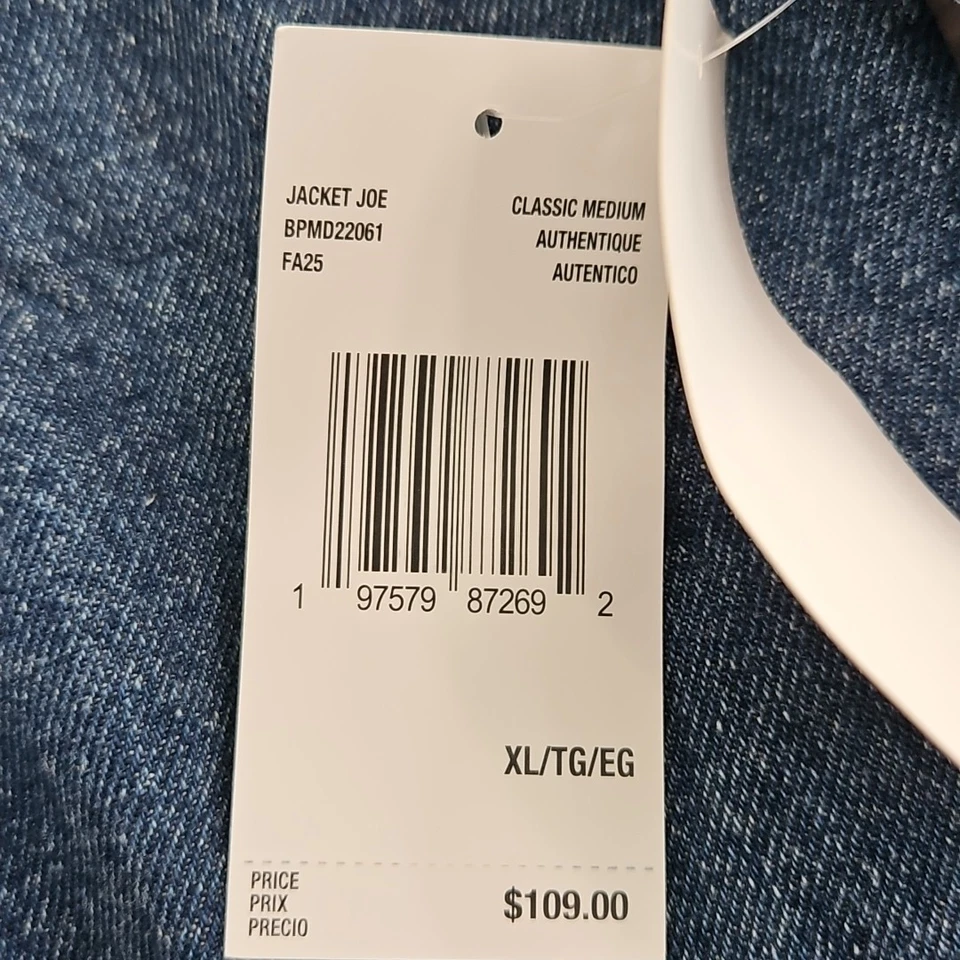 JACKET JOE
BPMD22061
FA25
CLASSIC MEDIUM
AUTHENTIQUE
AUTENTICO
1 97579 87269 2
XL/TG/EG
PRICE
PRIX
PRECIO
$109.00